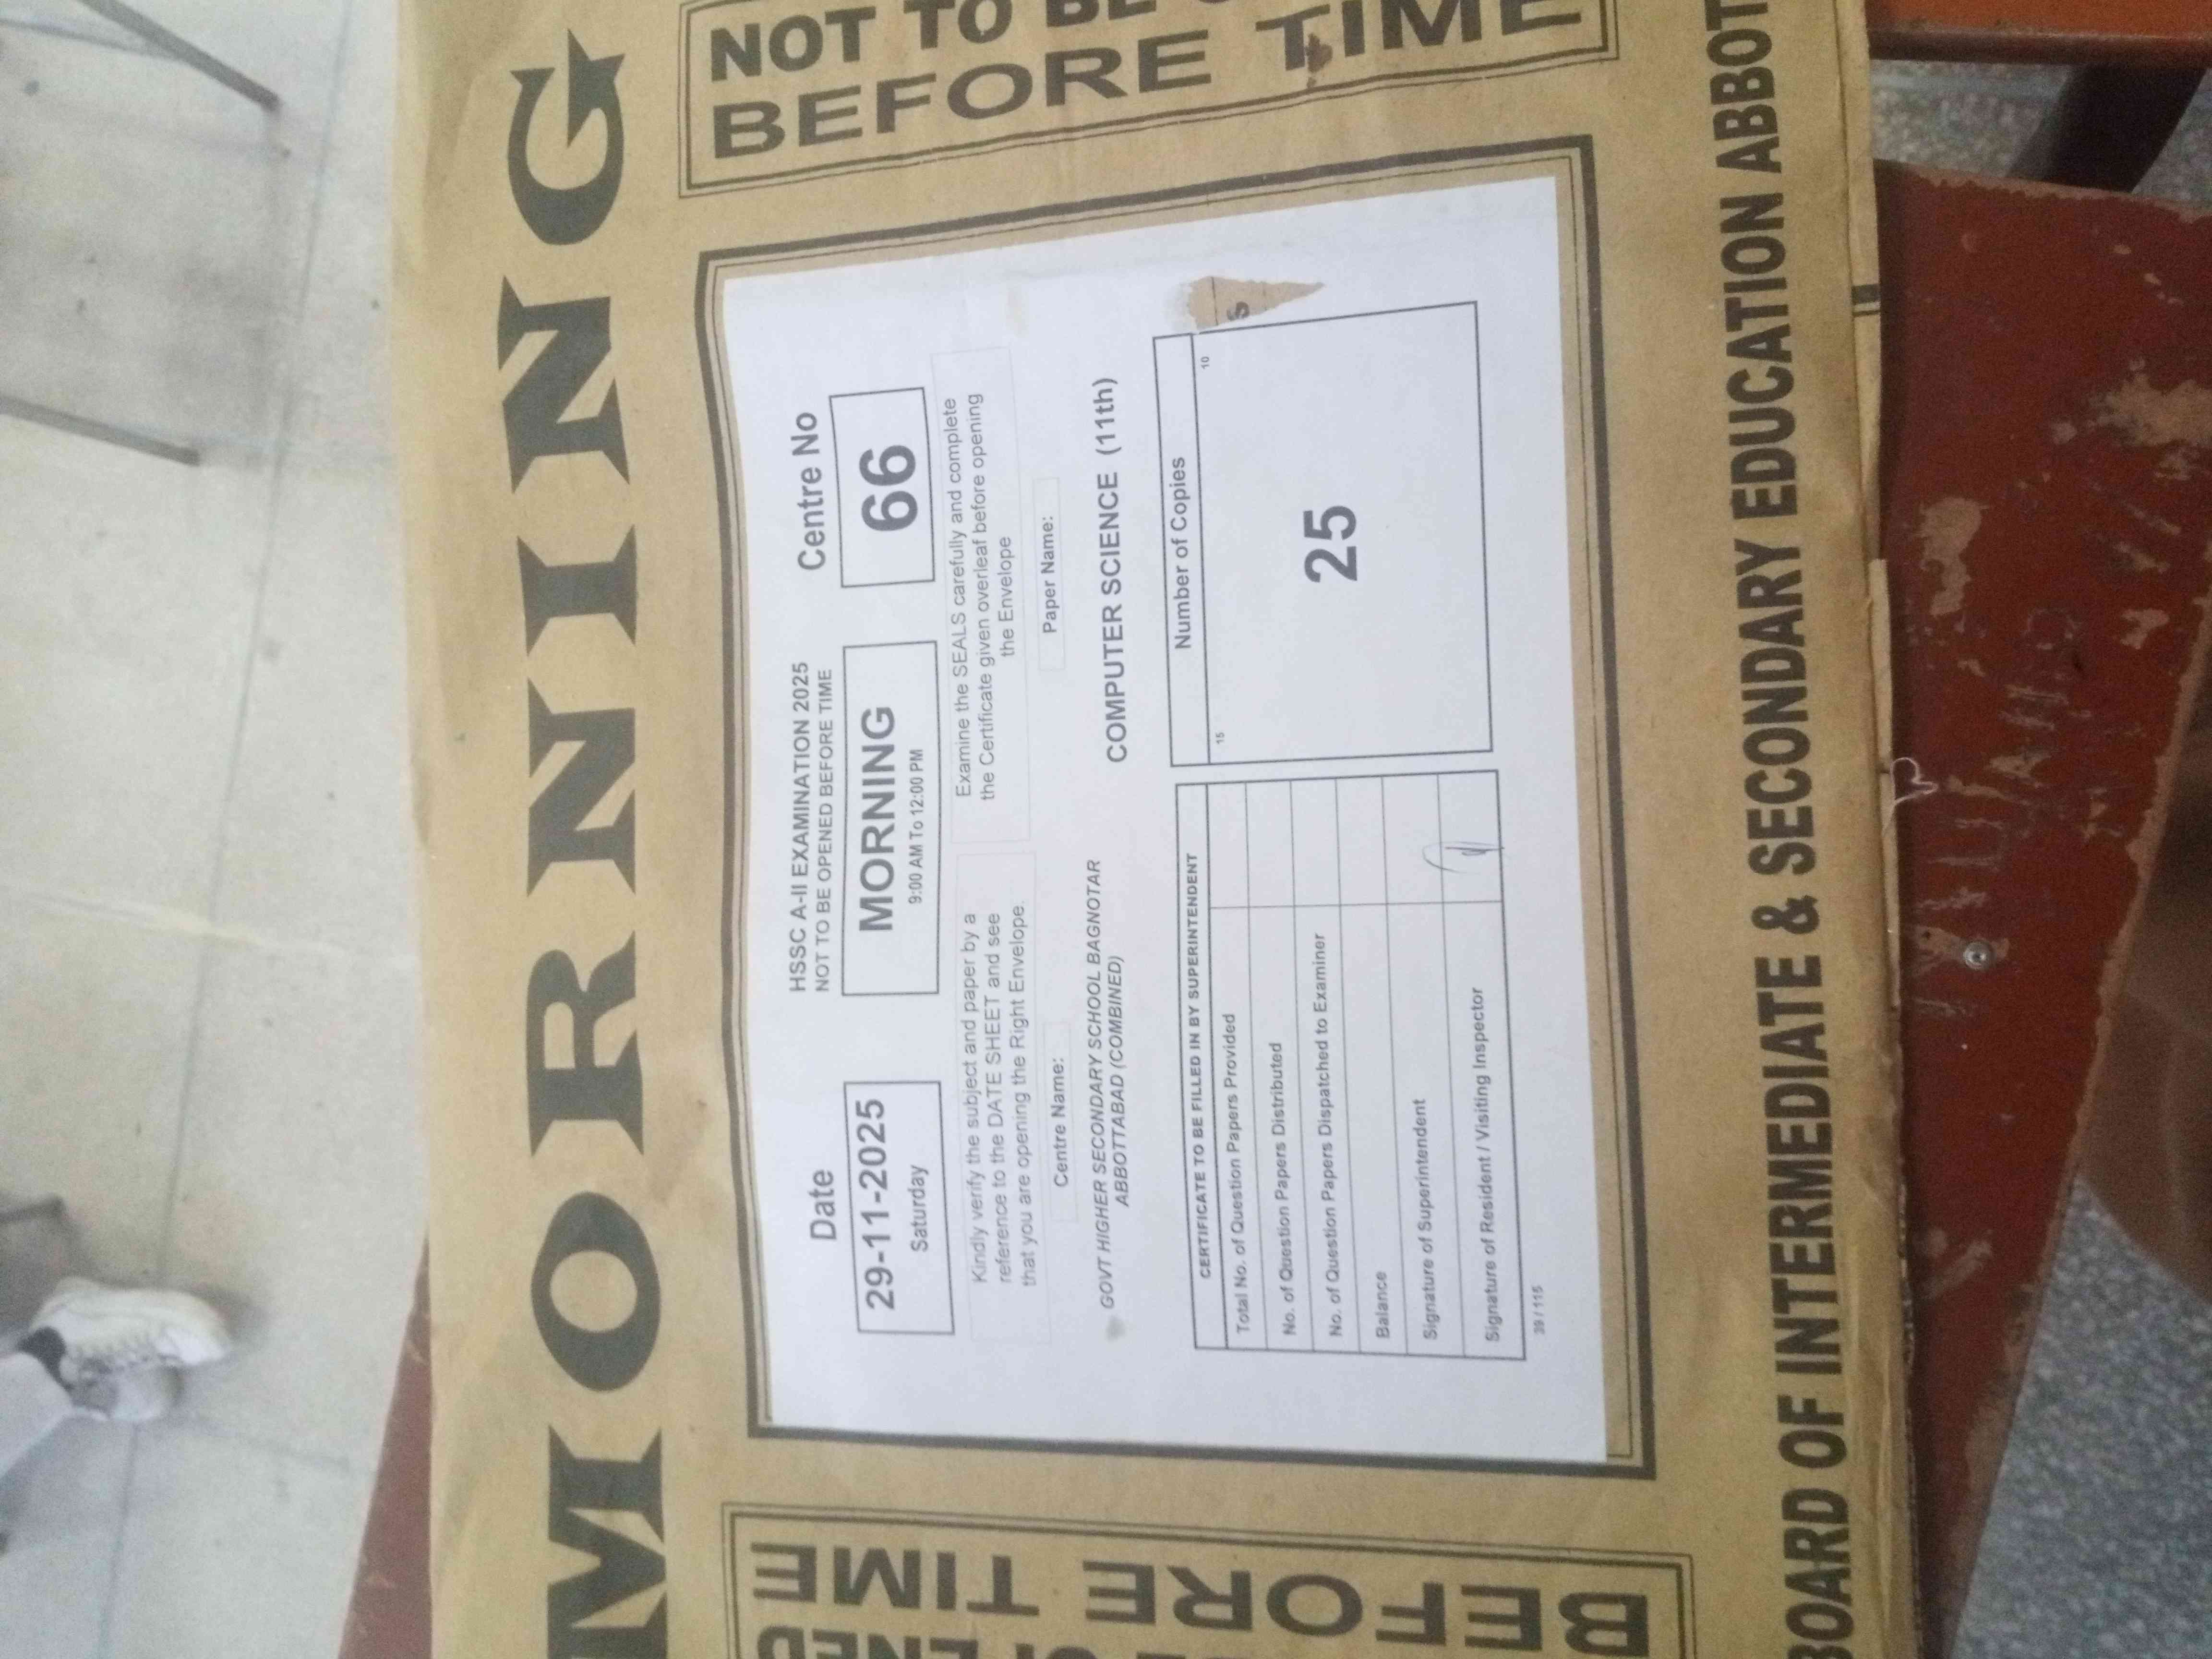 MORNING
NOT TO BE
BEFORE TIME
HSSC A-II EXAMINATION 2025
NOT TO BE OPENED BEFORE TIME
Date
29-11-2025
Saturday
MORNING
9:00 AM To 12:00 PM
Centre No
66
Kindly verify the subject and paper by a
reference to the DATE SHEET and see
that you are opening the Right Envelope.
Examine the SEALS carefully and complete
the Certificate given overleaf before opening
the Envelope
Centre Name:
GOVT HIGHER SECONDARY SCHOOL BAGNOTAR
ABBOTTABAD (COMBINED)
Paper Name:
COMPUTER SCIENCE (11th)
CERTIFICATE TO BE FILLED IN BY SUPERINTENDENT
Total No. of Question Papers Provided
No. of Question Papers Distributed
No. of Question Papers Dispatched to Examiner
Balance
Signature of Superintendent
Signature of Resident / Visiting Inspector
39 / 115
Number of Copies
15 10
25
S
BEFORE TIME
BOARD OF INTERMEDIATE & SECONDARY EDUCATION ABBOT